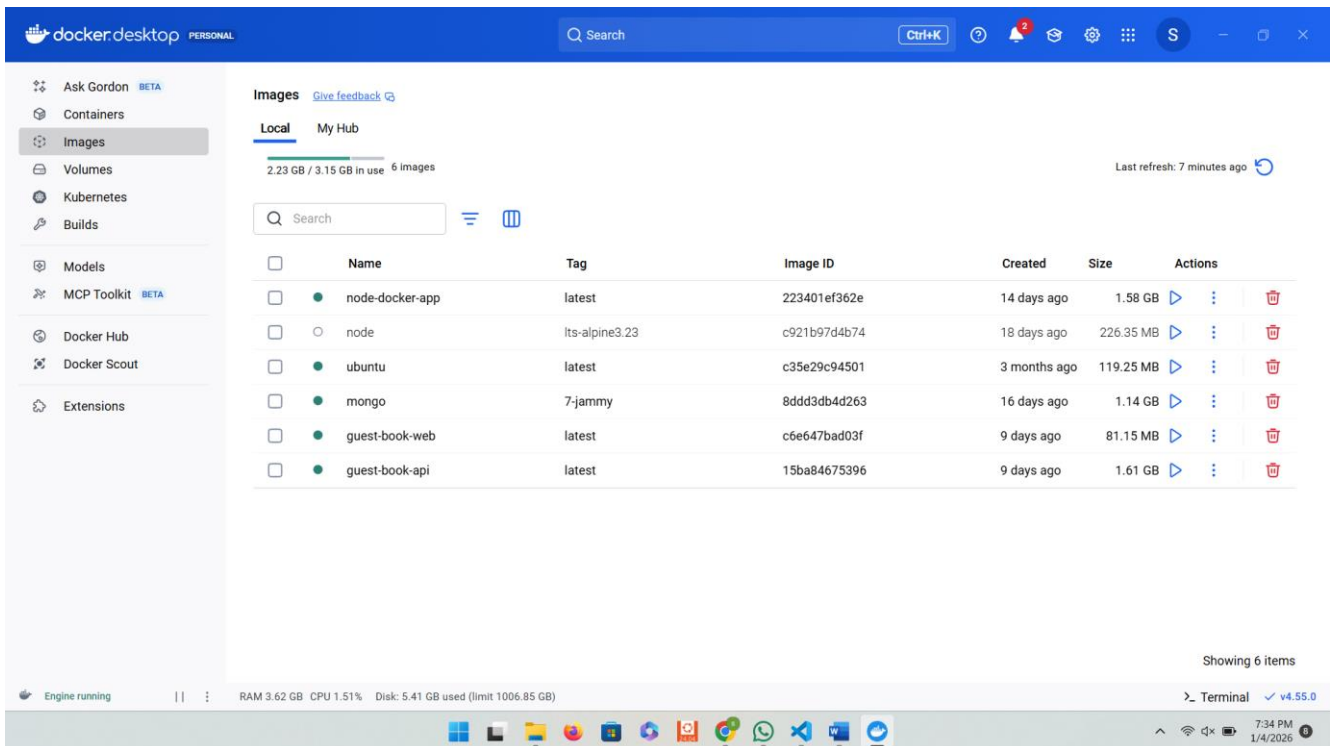 docker.desktop PERSONAL
Search Ctrl+K
2
S
Ask Gordon BETA
Containers
Images
Volumes
Kubernetes
Builds
Models
MCP Toolkit BETA
Docker Hub
Docker Scout
Extensions
Images Give feedback
Local My Hub
2.23 GB / 3.15 GB in use 6 images
Last refresh: 7 minutes ago
Search
Name Tag Image ID Created Size Actions
node-docker-app latest 223401ef362e 14 days ago 1.58 GB
node lts-alpine3.23 c921b97d4b74 18 days ago 226.35 MB
ubuntu latest c35e29c94501 3 months ago 119.25 MB
mongo 7-jammy 8ddd3db4d263 16 days ago 1.14 GB
guest-book-web latest c6e647bad03f 9 days ago 81.15 MB
guest-book-api latest 15ba84675396 9 days ago 1.61 GB
Showing 6 items
Engine running RAM 3.62 GB CPU 1.51% Disk: 5.41 GB used (limit 1006.85 GB) >_ Terminal v4.55.0
7:34 PM
1/4/2026 8